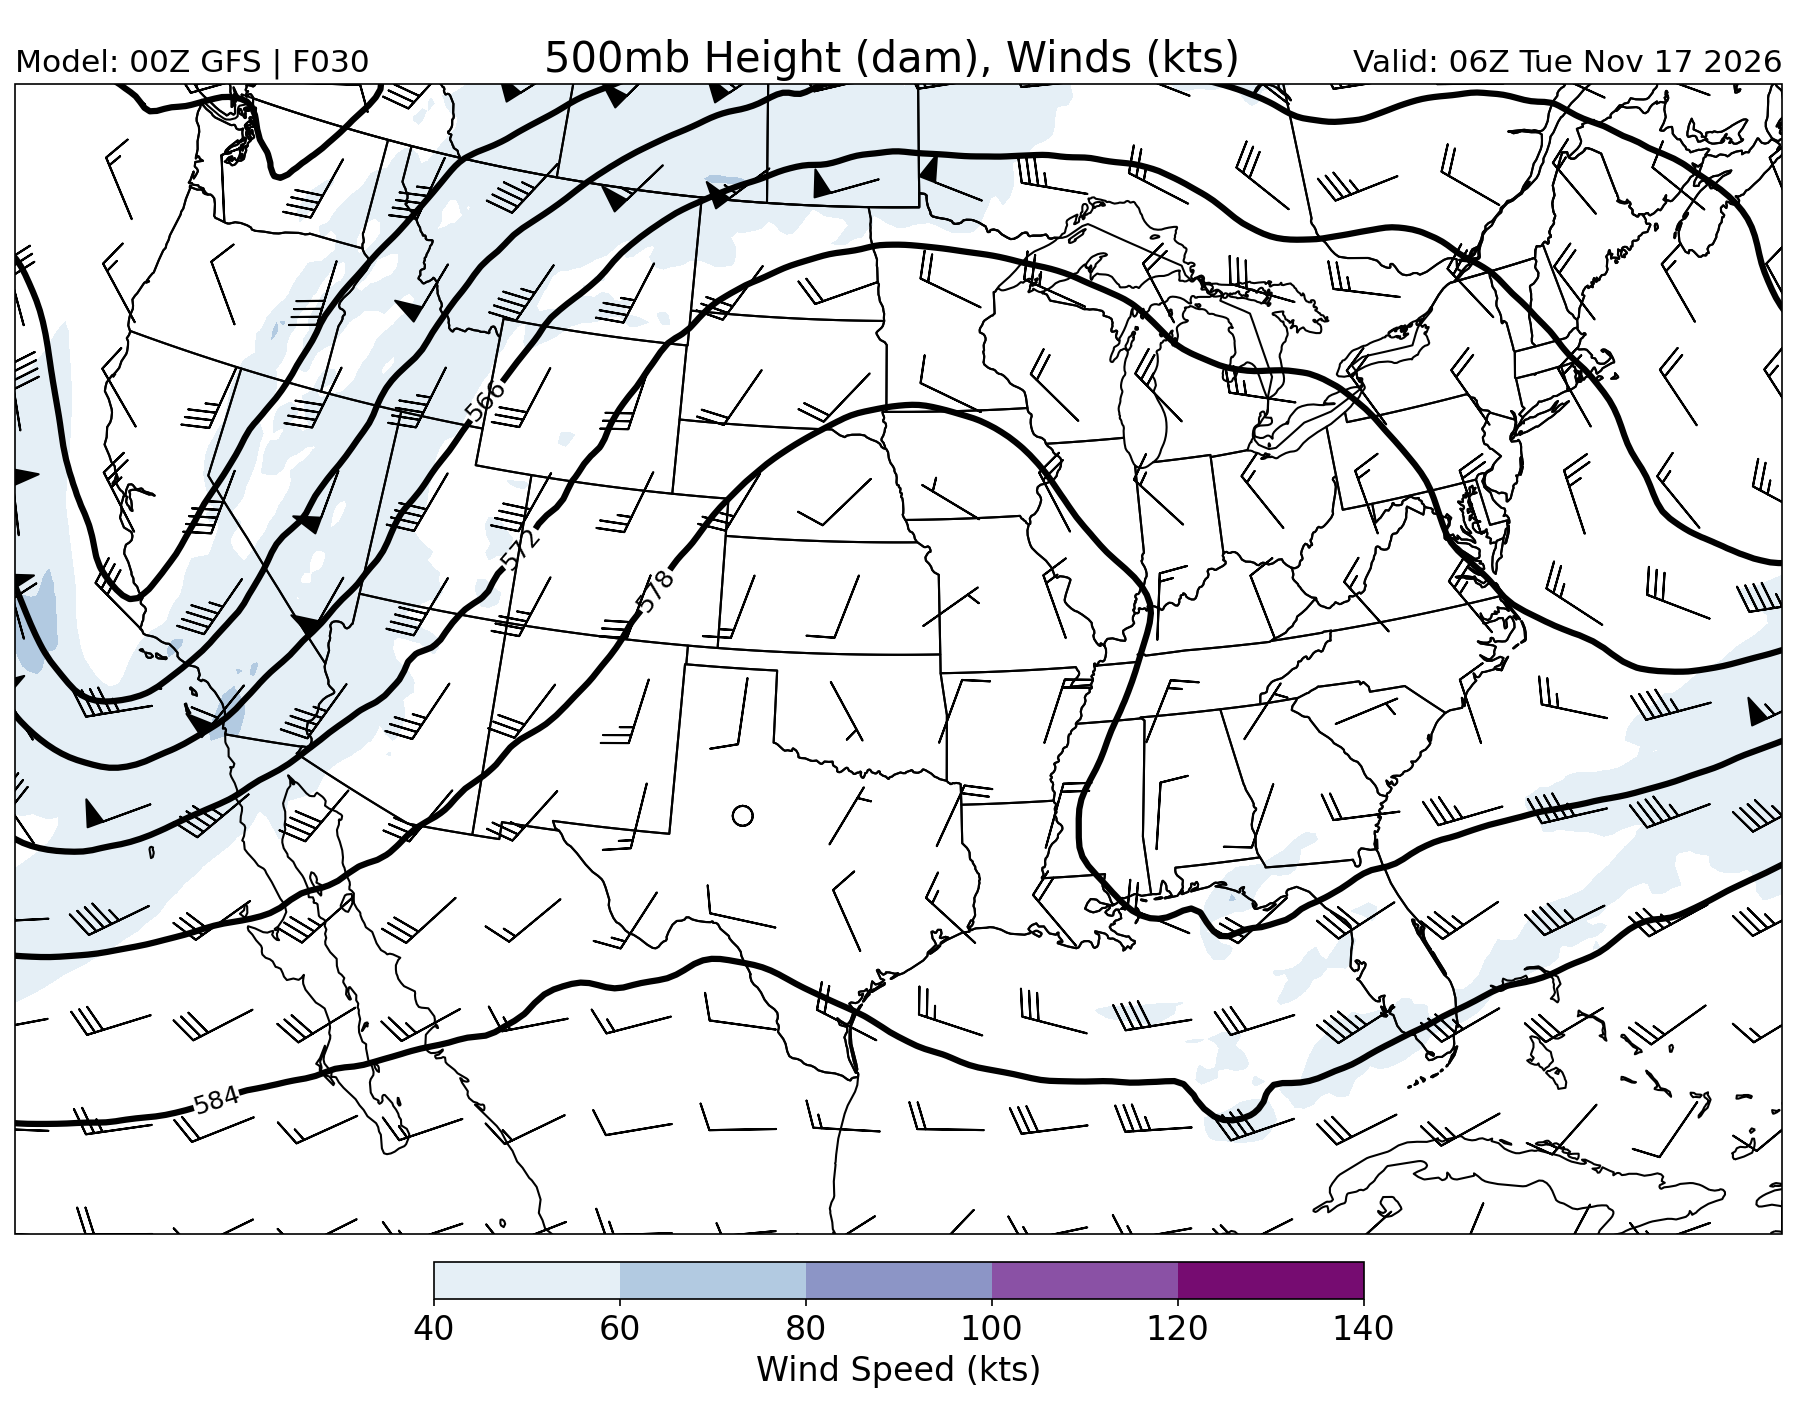 Model: 00Z GFS | F030
500mb Height (dam), Winds (kts)
Valid: 06Z Tue Nov 17 2026
566
572
578
584
40 60 80 100 120 140
Wind Speed (kts)